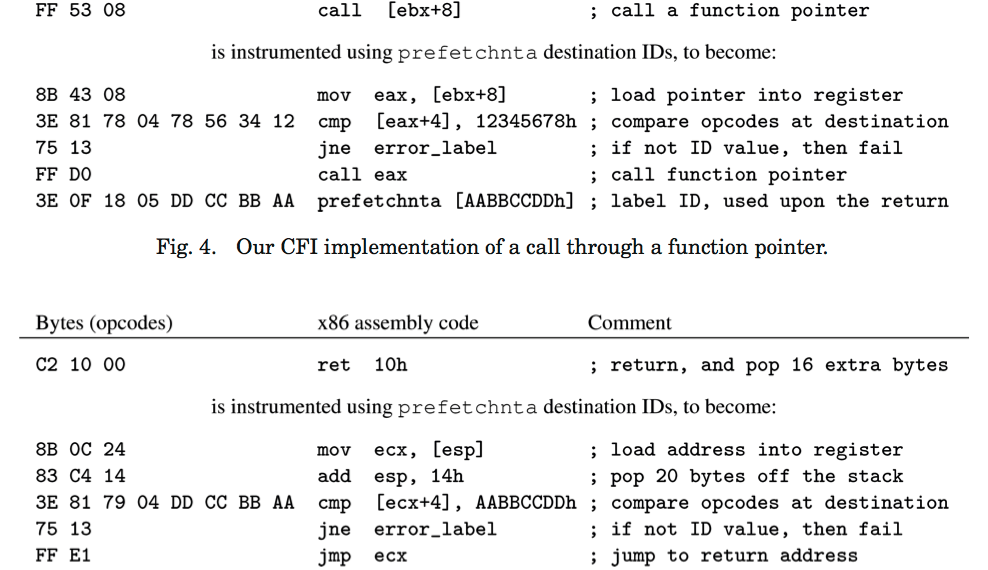 FF 53 08 call [ebx+8] ; call a function pointer
is instrumented using prefetchnta destination IDs, to become:
8B 43 08 mov eax, [ebx+8] ; load pointer into register
3E 81 78 04 78 56 34 12 cmp [eax+4], 12345678h ; compare opcodes at destination
75 13 jne error_label ; if not ID value, then fail
FF D0 call eax ; call function pointer
3E 0F 18 05 DD CC BB AA prefetchnta [AABBCCDDh] ; label ID, used upon the return
Fig. 4. Our CFI implementation of a call through a function pointer.
Bytes (opcodes) x86 assembly code Comment
C2 10 00 ret 10h ; return, and pop 16 extra bytes
is instrumented using prefetchnta destination IDs, to become:
8B 0C 24 mov ecx, [esp] ; load address into register
83 C4 14 add esp, 14h ; pop 20 bytes off the stack
3E 81 79 04 DD CC BB AA cmp [ecx+4], AABBCCDDh ; compare opcodes at destination
75 13 jne error_label ; if not ID value, then fail
FF E1 jmp ecx ; jump to return address